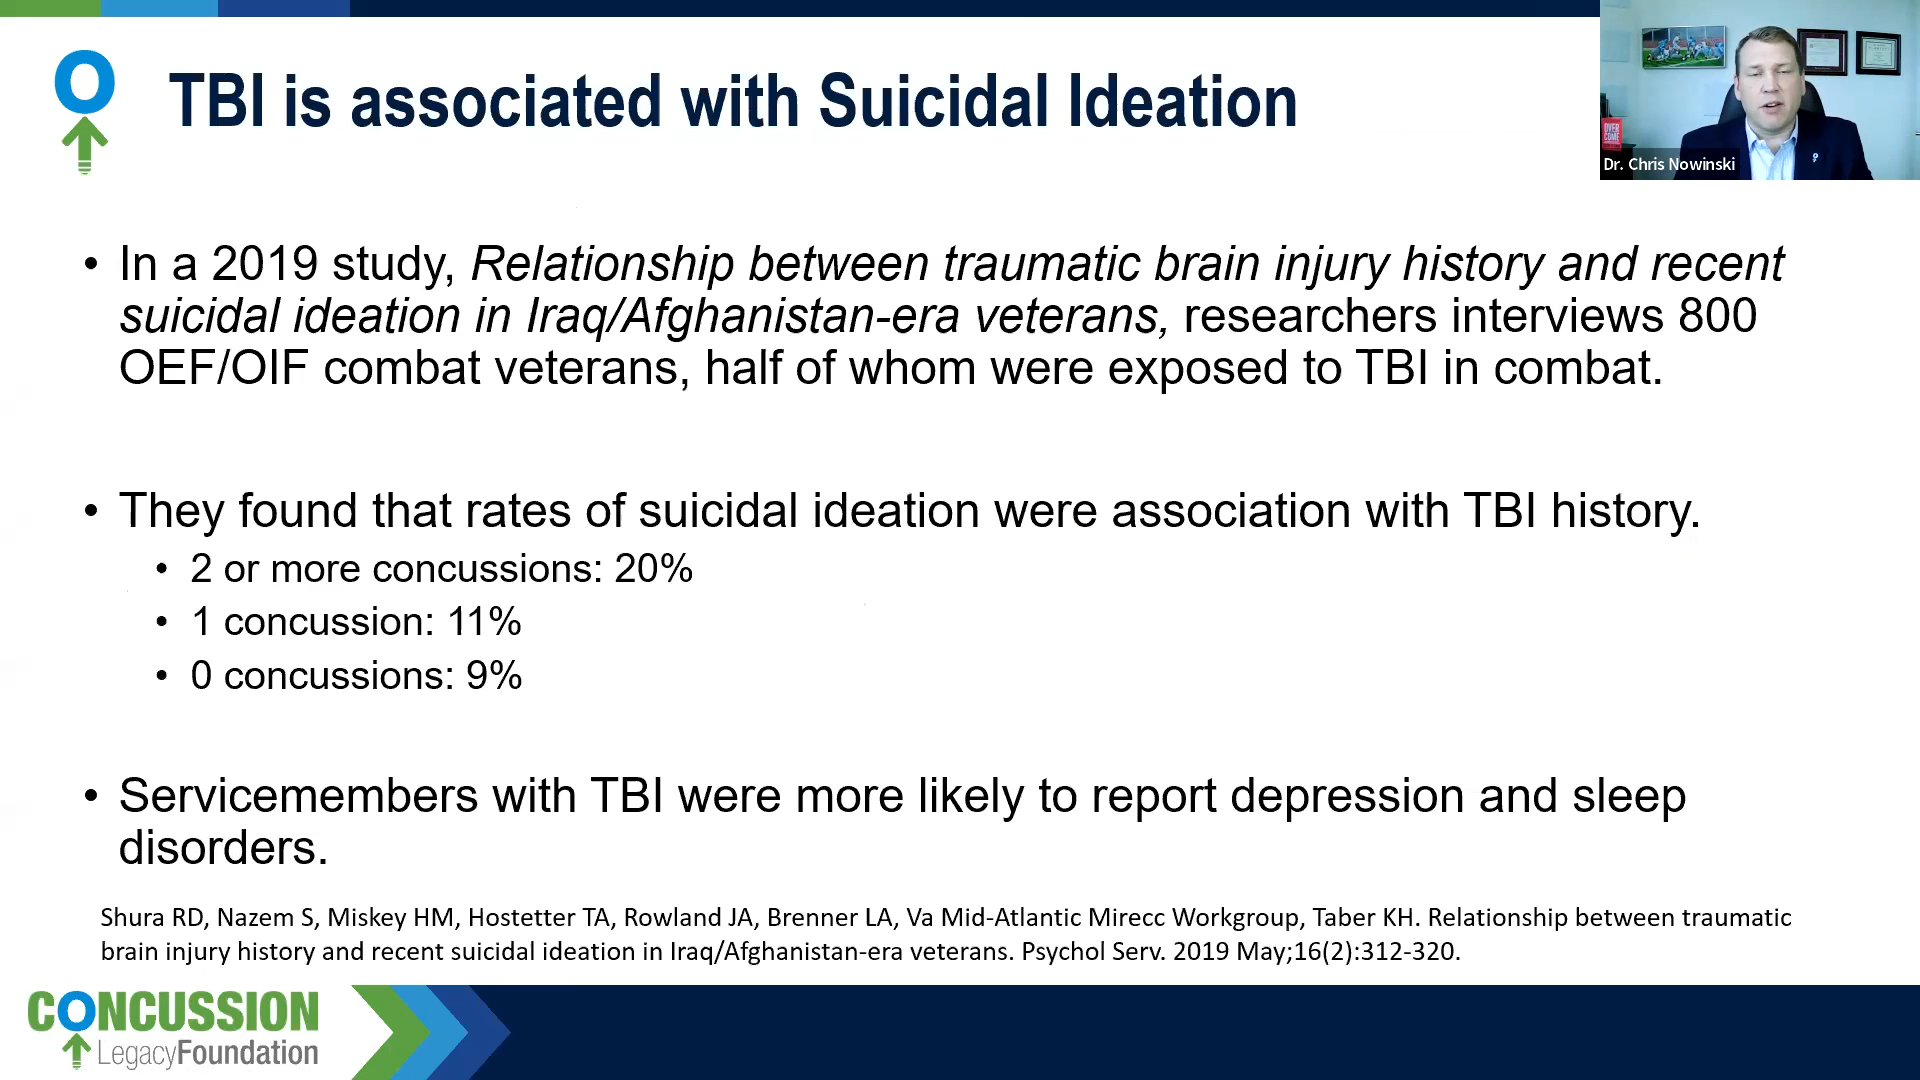 TBI is associated with Suicidal Ideation
OVER
COME
Dr. Chris Nowinski
• In a 2019 study, Relationship between traumatic brain injury history and recent
suicidal ideation in Iraq/Afghanistan-era veterans, researchers interviews 800
OEF/OIF combat veterans, half of whom were exposed to TBI in combat.
• They found that rates of suicidal ideation were association with TBI history.
• 2 or more concussions: 20%
• 1 concussion: 11%
• 0 concussions: 9%
• Servicemembers with TBI were more likely to report depression and sleep
disorders.
Shura RD, Nazem S, Miskey HM, Hostetter TA, Rowland JA, Brenner LA, Va Mid-Atlantic Mirecc Workgroup, Taber KH. Relationship between traumatic
brain injury history and recent suicidal ideation in Iraq/Afghanistan-era veterans. Psychol Serv. 2019 May;16(2):312-320.
CONCUSSION
LegacyFoundation